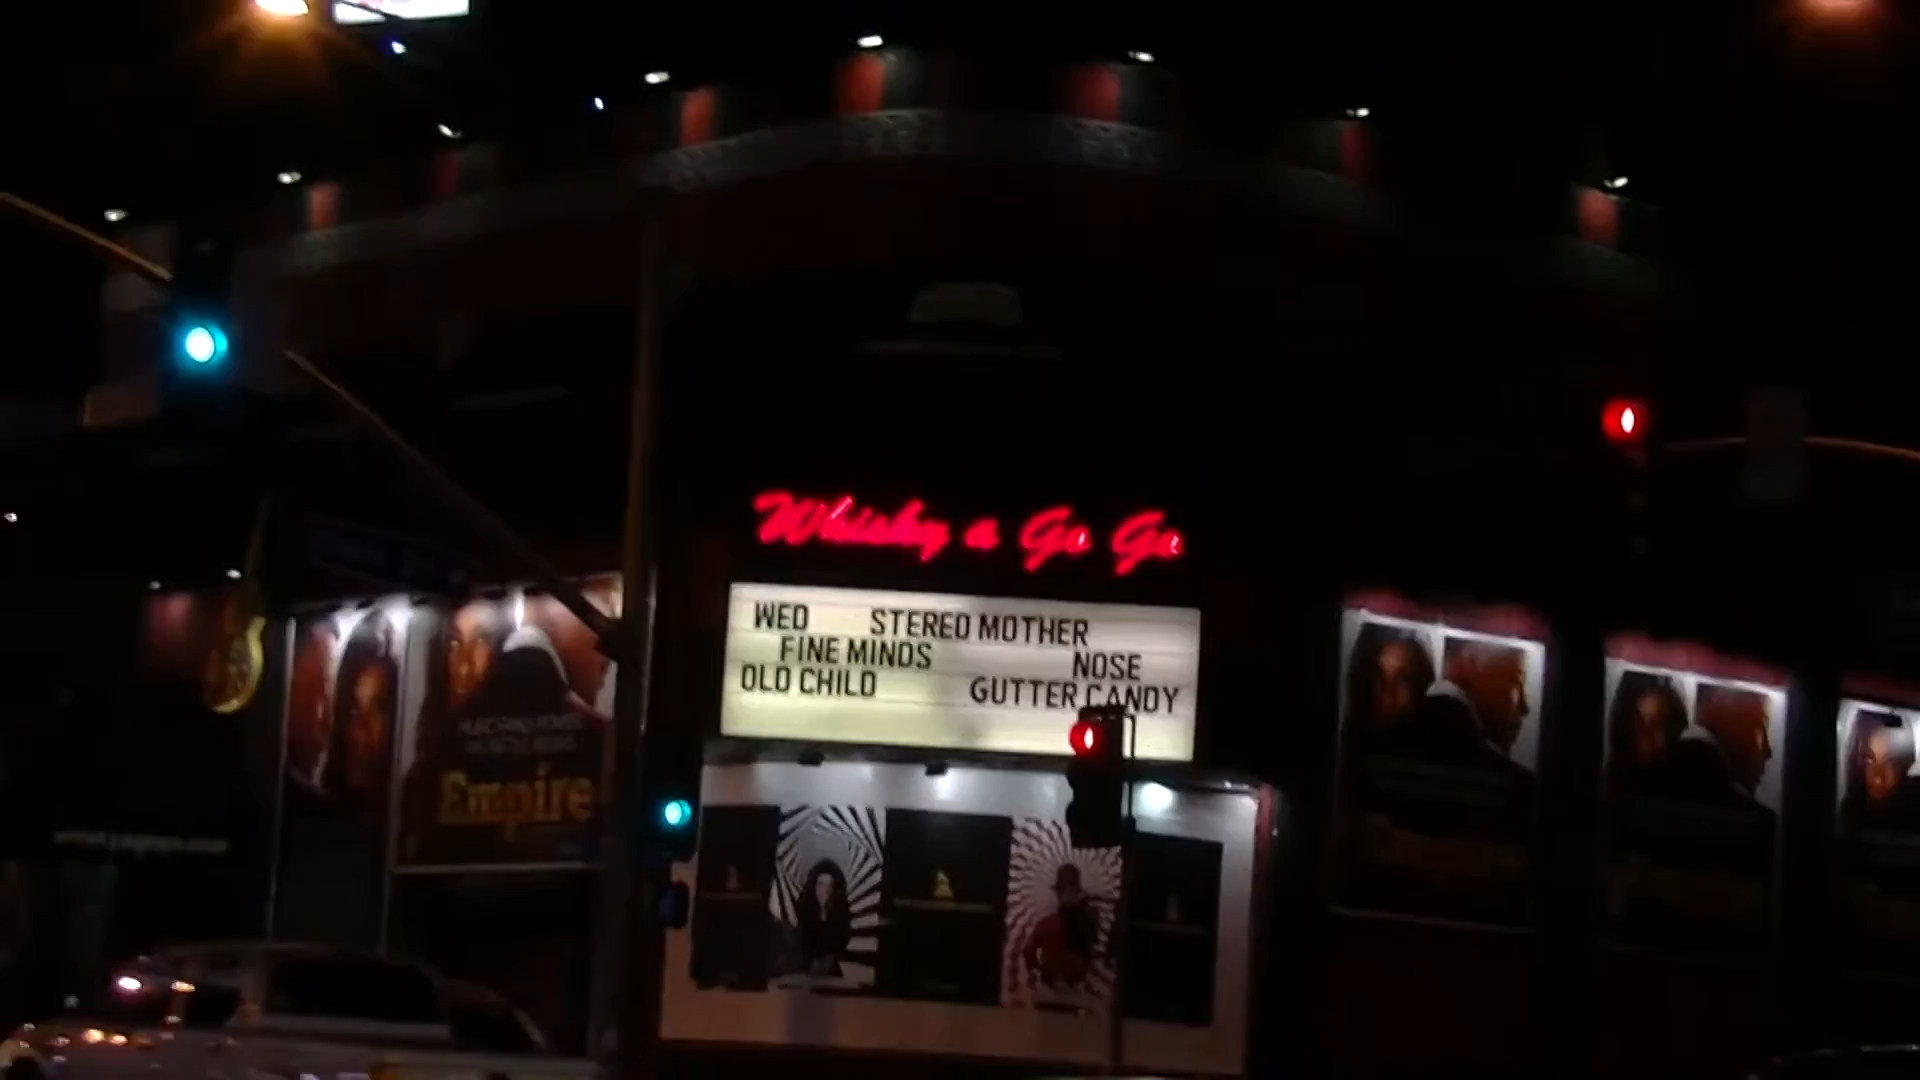 Whisky a Go Go
WED STEREO MOTHER
FINE MINDS NOSE
OLD CHILD GUTTER CANDY
Empire